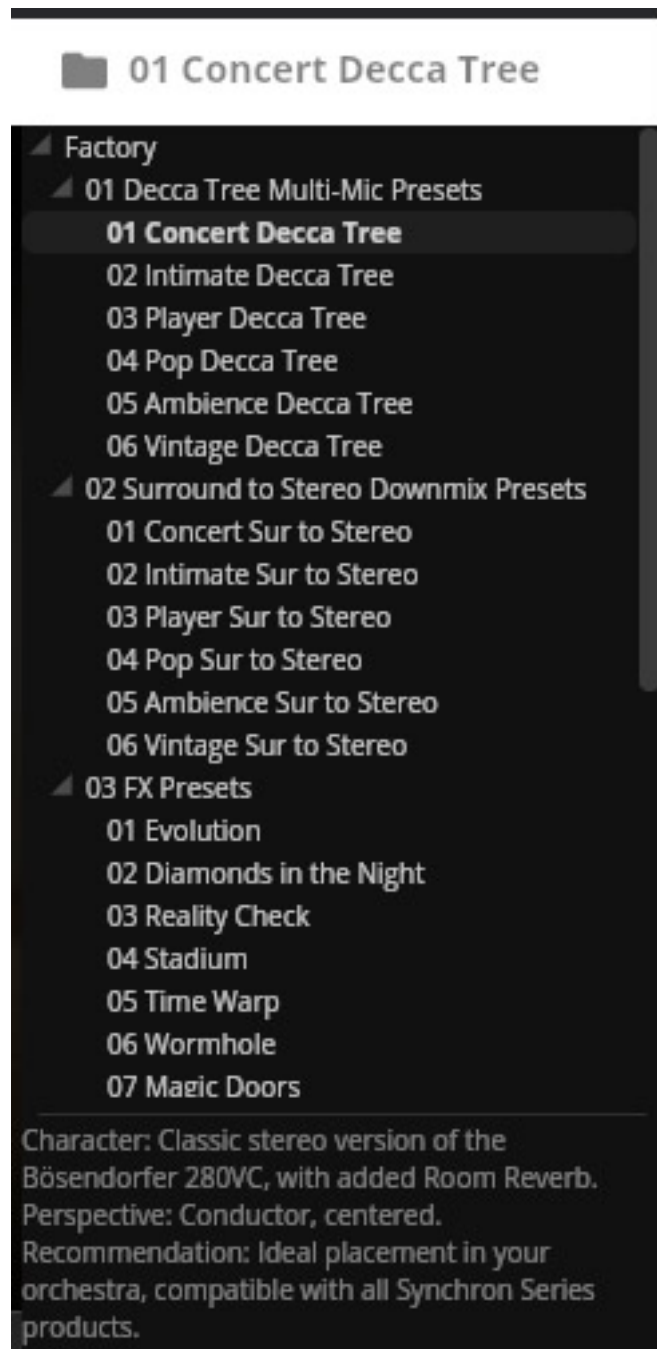 01 Concert Decca Tree
Factory
01 Decca Tree Multi-Mic Presets
01 Concert Decca Tree
02 Intimate Decca Tree
03 Player Decca Tree
04 Pop Decca Tree
05 Ambience Decca Tree
06 Vintage Decca Tree
02 Surround to Stereo Downmix Presets
01 Concert Sur to Stereo
02 Intimate Sur to Stereo
03 Player Sur to Stereo
04 Pop Sur to Stereo
05 Ambience Sur to Stereo
06 Vintage Sur to Stereo
03 FX Presets
01 Evolution
02 Diamonds in the Night
03 Reality Check
04 Stadium
05 Time Warp
06 Wormhole
07 Magic Doors
Character: Classic stereo version of the
Bösendorfer 280VC, with added Room Reverb.
Perspective: Conductor, centered.
Recommendation: Ideal placement in your
orchestra, compatible with all Synchron Series
products.